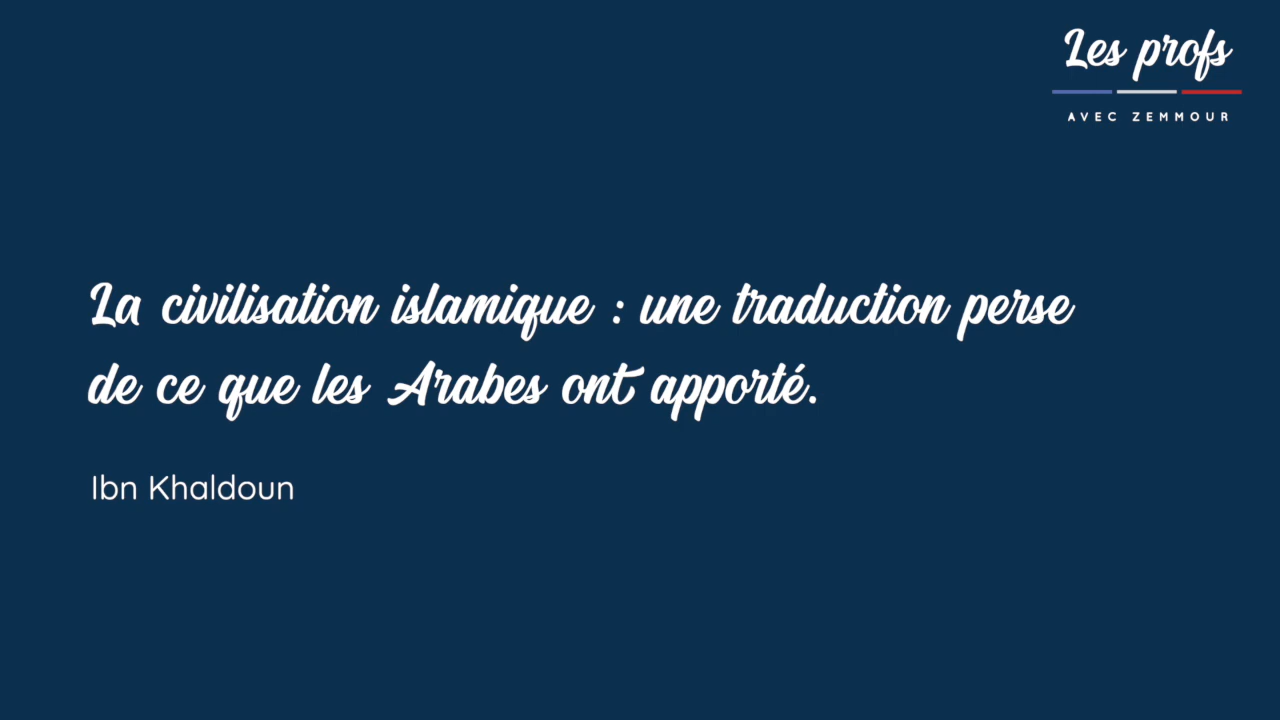 Les profs
AVEC ZEMMOUR
La civilisation islamique : une traduction perse
de ce que les Arabes ont apporté.
Ibn Khaldoun